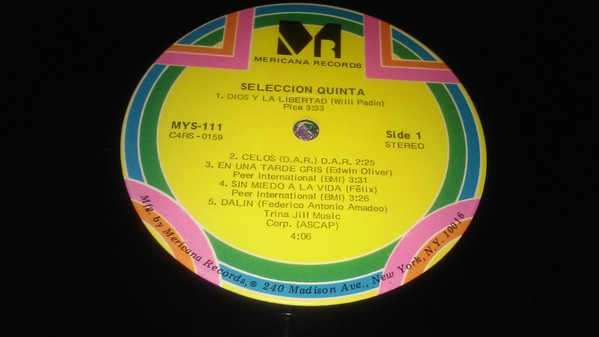 MR
MERICANA RECORDS
SELECCION QUINTA
1. DIOS Y LA LIBERTAD (Willi Padin)
Pica 3:33
MYS-111
C4RS-0159
Side 1
STEREO
2. CELOS (D.A.R.) D.A.R. 2:25
3. EN UNA TARDE GRIS (Edwin Oliver)
Peer International (BMI) 3:31
4. SIN MIEDO A LA VIDA (Félix)
Peer International (BMI) 3:26
5. DALIN (Federico Antonio Amadeo)
Trina Jill Music
Corp. (ASCAP)
4:06
Mfg. by Mericana Records, ® 240 Madison Ave., New York, N.Y. 10016